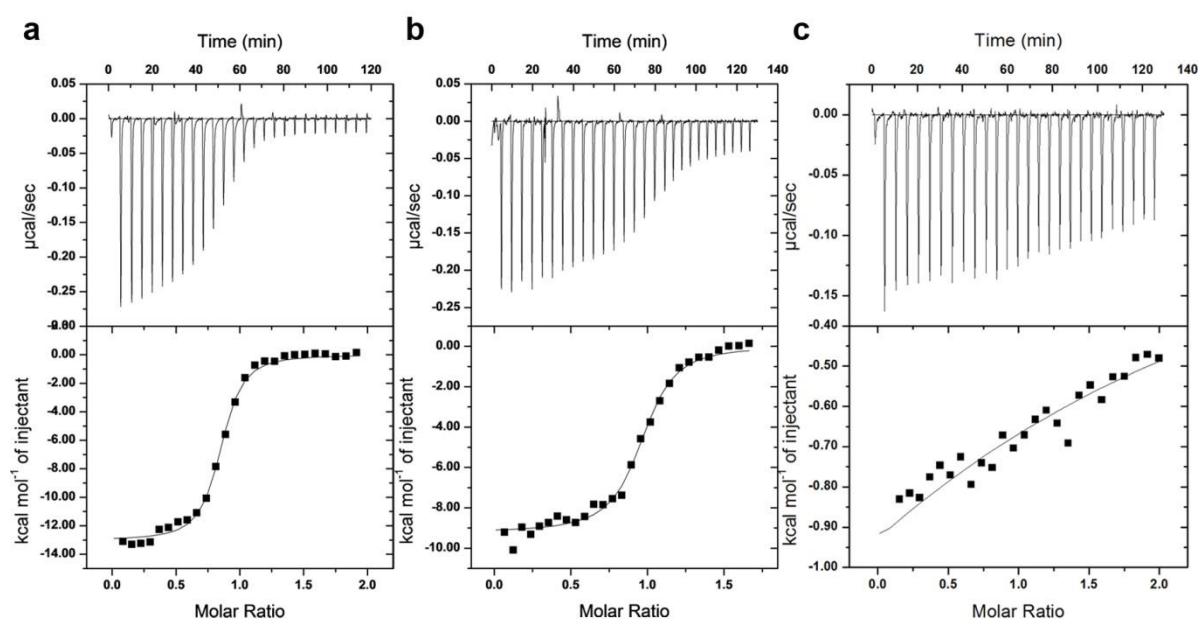 a
Time (min)
0 20 40 60 80 100 120
0.05
0.00
-0.05
-0.10
-0.15
-0.20
-0.25
µcal/sec
0.00
-2.00
-4.00
-6.00
-8.00
-10.00
-12.00
-14.00
kcal mol⁻¹ of injectant
0.0 0.5 1.0 1.5 2.0
Molar Ratio
b
Time (min)
0 20 40 60 80 100 120 140
0.05
0.00
-0.05
-0.10
-0.15
-0.20
-0.25
µcal/sec
0.00
-2.00
-4.00
-6.00
-8.00
-10.00
kcal mol⁻¹ of injectant
0.0 0.5 1.0 1.5
Molar Ratio
c
Time (min)
0 20 40 60 80 100 120
0.00
-0.05
-0.10
-0.15
-0.40
µcal/sec
-0.50
-0.60
-0.70
-0.80
-0.90
-1.00
kcal mol⁻¹ of injectant
0.0 0.5 1.0 1.5 2.0
Molar Ratio